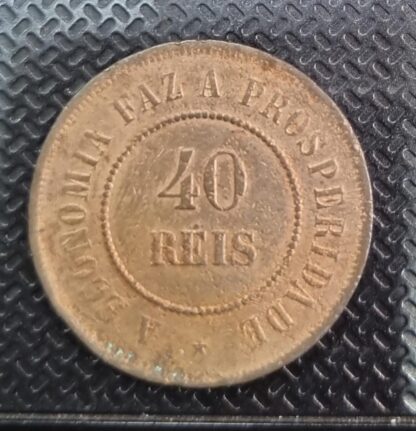 A ECONOMIA FAZ A PROSPERIDADE
40
RÉIS